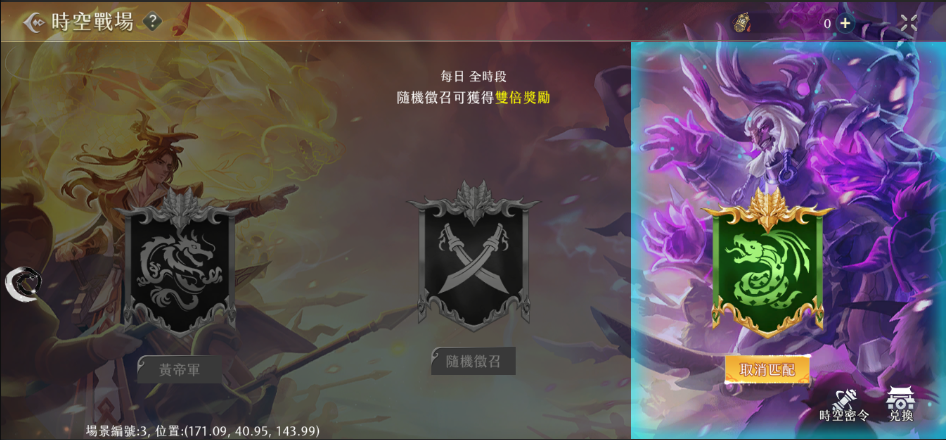 時空戰場 ?
0 +
每日 全時段
隨機徵召可獲得雙倍獎勵
黃帝軍
隨機徵召
取消匹配
時空密令
兌換
場景編號:3, 位置:(171.09, 40.95, 143.99)